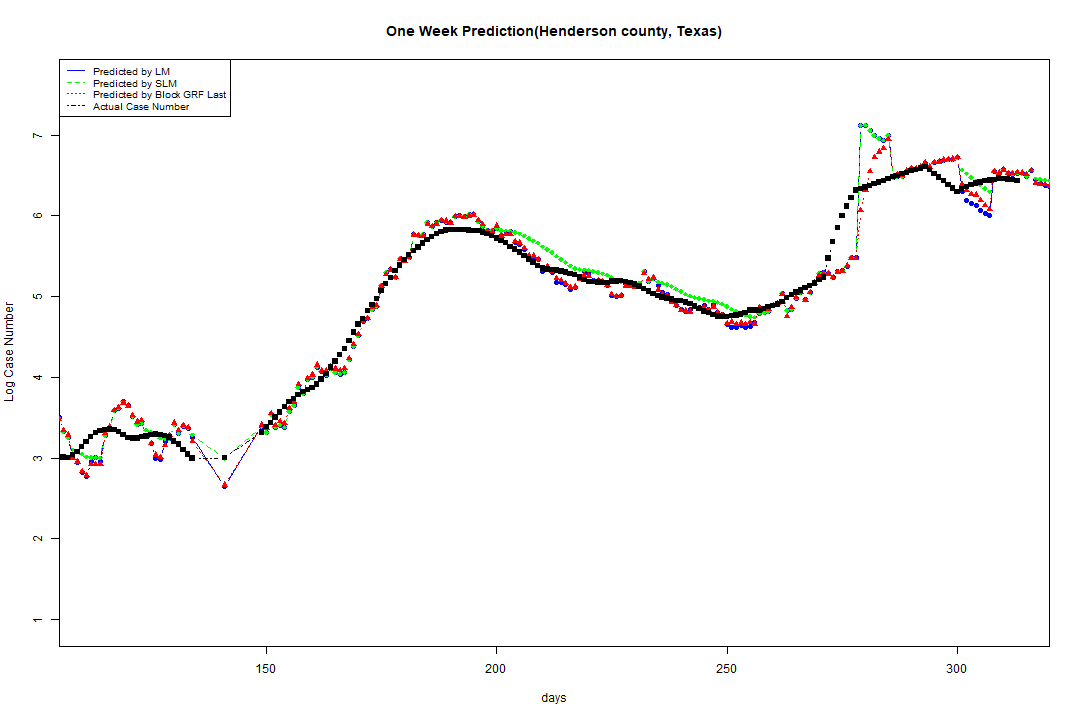 One Week Prediction(Henderson county, Texas)
Predicted by LM
Predicted by SLM
Predicted by Block GRF Last
Actual Case Number
7
6
5
4
3
2
1
Log Case Number
150 200 250 300
days